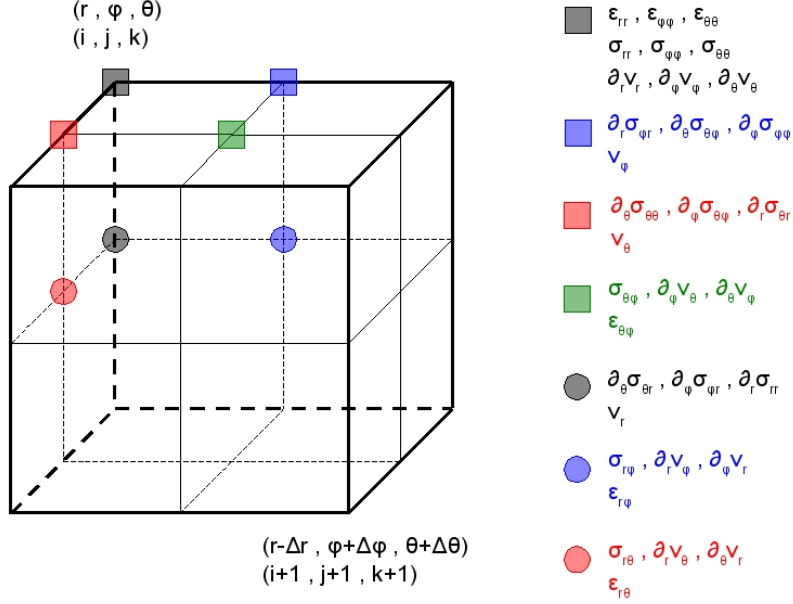 (r , φ , θ)
(i , j , k)
ε_rr , ε_φφ , ε_θθ
σ_rr , σ_φφ , σ_θθ
∂_r v_r , ∂_φ v_φ , ∂_θ v_θ
∂_r σ_φr , ∂_θ σ_θφ , ∂_φ σ_φφ
v_φ
∂_θ σ_θθ , ∂_φ σ_θφ , ∂_r σ_θr
v_θ
σ_θφ , ∂_φ v_θ , ∂_θ v_φ
ε_θφ
∂_θ σ_θr , ∂_φ σ_φr , ∂_r σ_rr
v_r
σ_rφ , ∂_r v_φ , ∂_φ v_r
ε_rφ
σ_rθ , ∂_r v_θ , ∂_θ v_r
ε_rθ
(r-Δr , φ+Δφ , θ+Δθ)
(i+1 , j+1 , k+1)